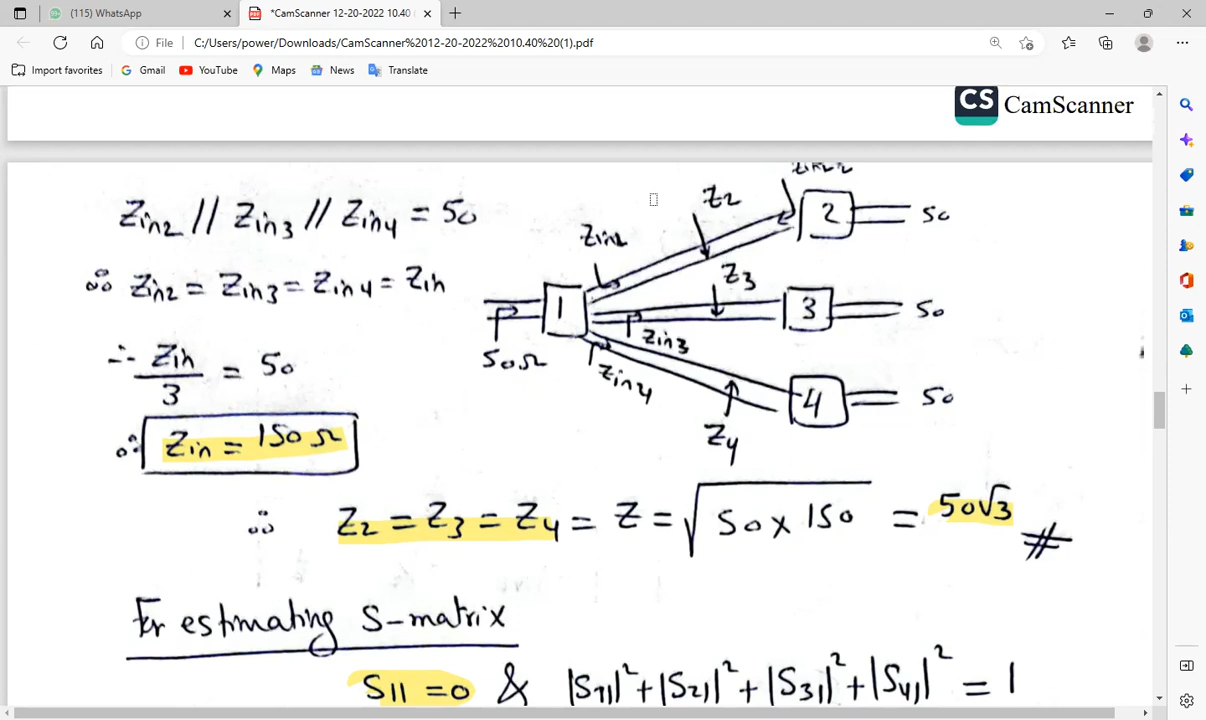 (115) WhatsApp
*CamScanner 12-20-2022 10.40
File C:/Users/power/Downloads/CamScanner%2012-20-2022%2010.40%20(1).pdf
Import favorites Gmail YouTube Maps News Translate
CS CamScanner
Zin2 // Zin3 // Zin4 = 50
∴ Zin2 = Zin3 = Zin4 = Zin
∴ Zin/3 = 50
∴ Zin = 150 Ω
Z2
2
50
Z3
1
3
50
50Ω
Zin3
Zin4
4
50
Z4
∴ Z2 = Z3 = Z4 = Z = √(50 x 150) = 50√3 #
For estimating S-matrix
S11 = 0 & |S11|² + |S21|² + |S31|² + |S41|² = 1